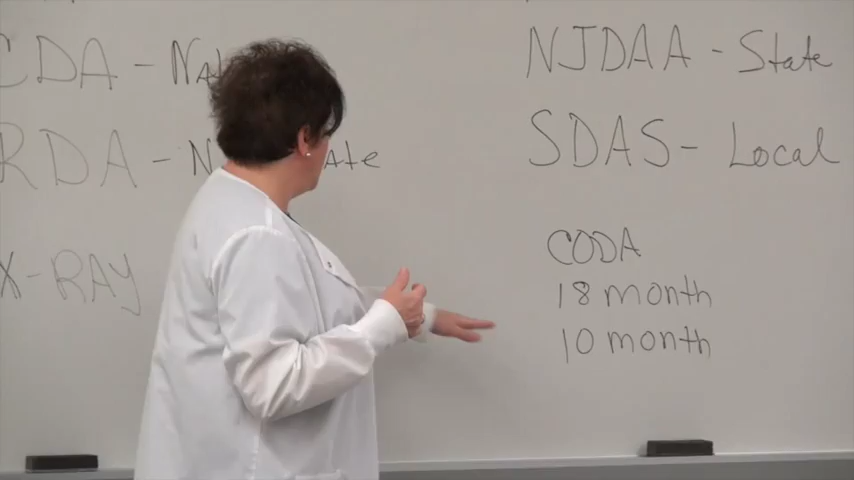 CDA - Na
RDA - N ate
X-RAY
NJDAA - State
SDAS - Local
CODA
18 month
10 month